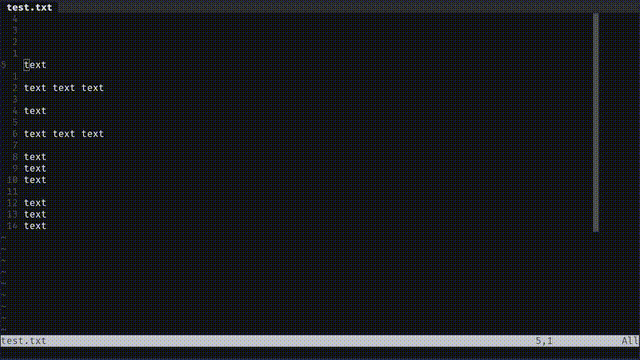 test.txt
4
3
2
1
5 text
1
2 text text text
3
4 text
5
6 text text text
7
8 text
9 text
10 text
11
12 text
13 text
14 text
~
~
~
~
~
~
~
~
~
test.txt 5,1 All